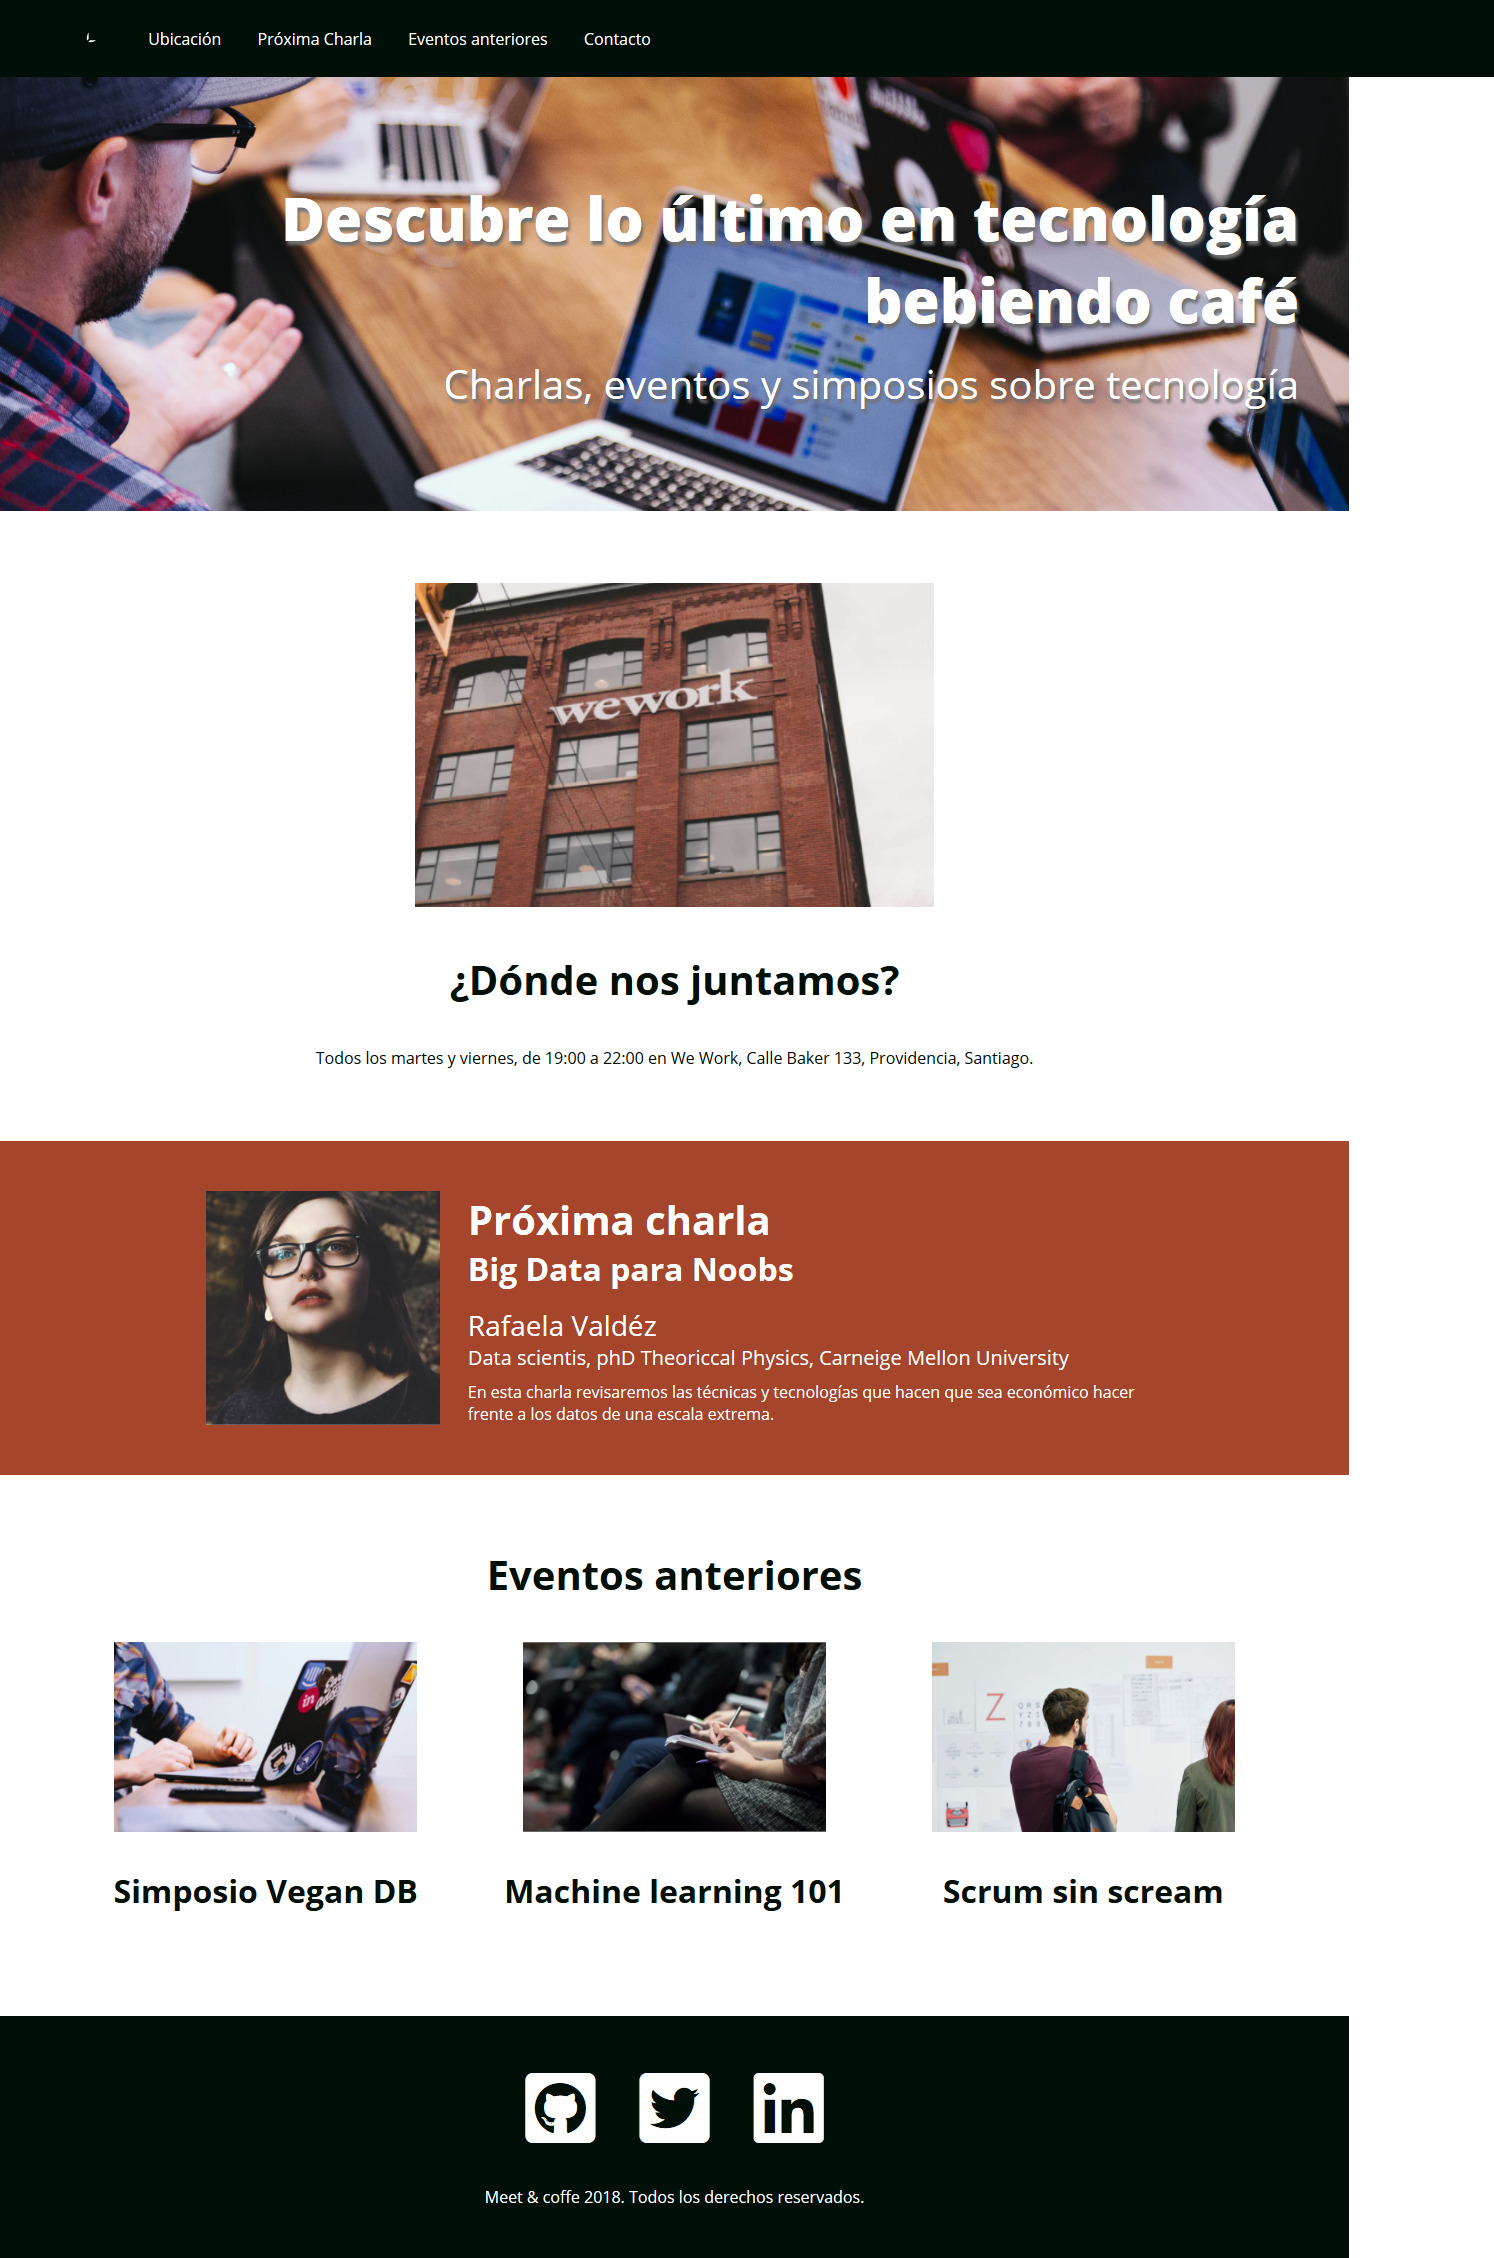 Ubicación Próxima Charla Eventos anteriores Contacto
Descubre lo último en tecnología
bebiendo café
Charlas, eventos y simposios sobre tecnología
wework
¿Dónde nos juntamos?
Todos los martes y viernes, de 19:00 a 22:00 en We Work, Calle Baker 133, Providencia, Santiago.
Próxima charla
Big Data para Noobs
Rafaela Valdéz
Data scientis, phD Theoriccal Physics, Carneige Mellon University
En esta charla revisaremos las técnicas y tecnologías que hacen que sea económico hacer
frente a los datos de una escala extrema.
Eventos anteriores
in
Z
Simposio Vegan DB
Machine learning 101
Scrum sin scream
in
Meet & coffe 2018. Todos los derechos reservados.